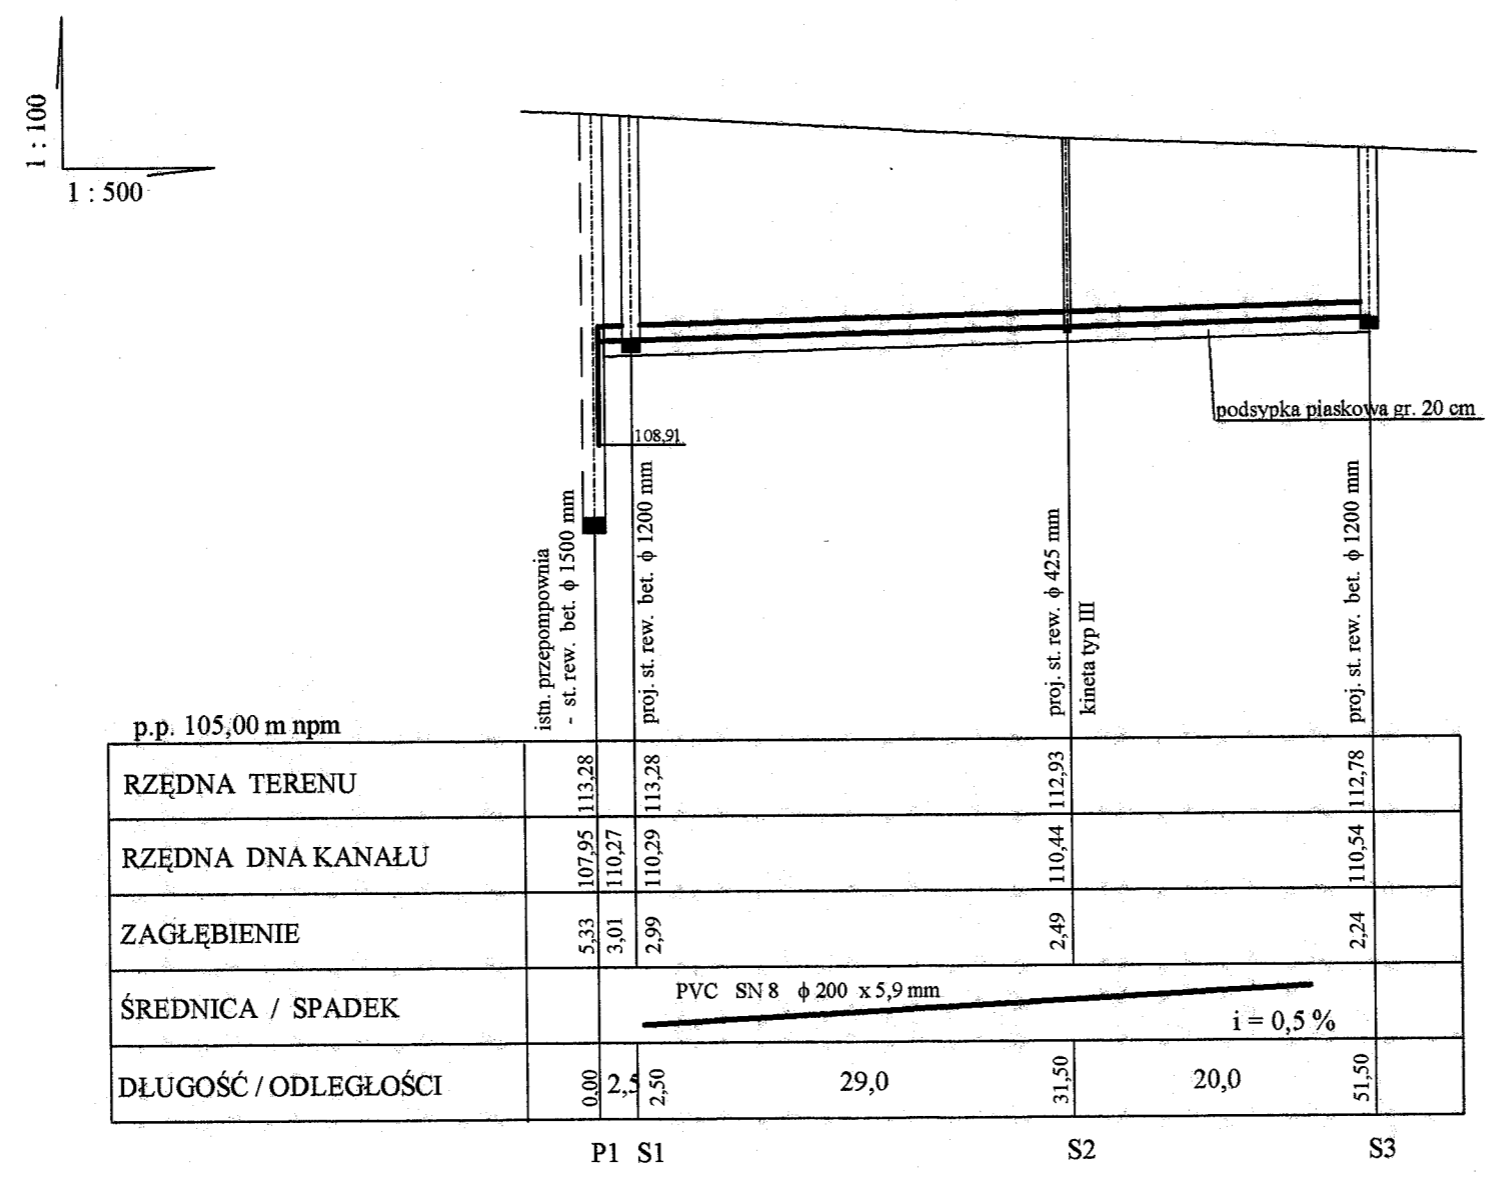 1 : 100
1 : 500
podsypka piaskowa gr. 20 cm
108,91
istn. przepompownia
- st. rew. bet. ϕ 1500 mm
proj. st. rew. bet. ϕ 1200 mm
proj. st. rew. ϕ 425 mm
kineta typ III
proj. st. rew. bet. ϕ 1200 mm
p.p. 105,00 m npm
RZĘDNA TERENU 113,28 113,28 112,93 112,78
RZĘDNA DNA KANAŁU 107,95 110,27 110,29 110,44 110,54
ZAGŁĘBIENIE 5,33 3,01 2,99 2,49 2,24
ŚREDNICA / SPADEK PVC SN 8 ϕ 200 x 5,9 mm
i = 0,5 %
DŁUGOŚĆ / ODLEGŁOŚCI 0,00 2,5 2,50 29,0 31,50 20,0 51,50
P1 S1 S2 S3